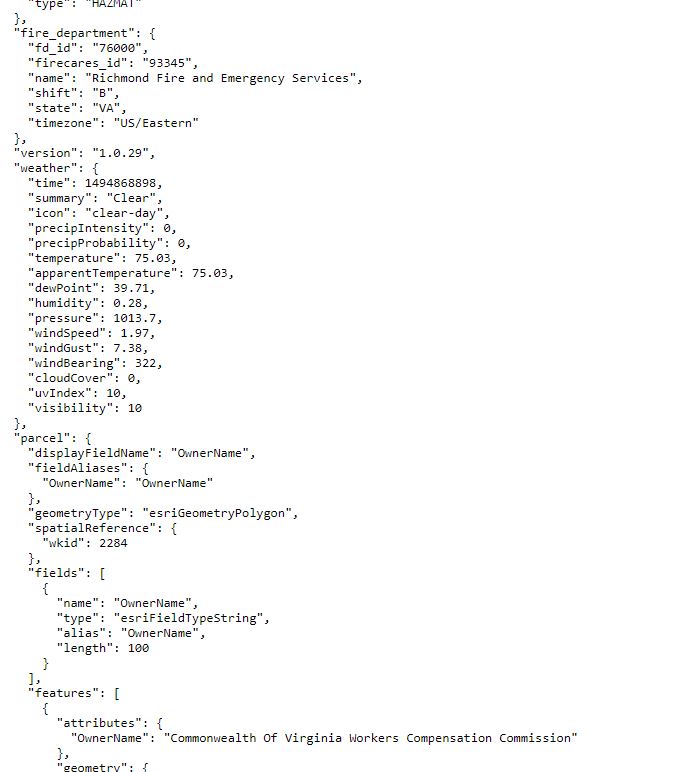 "type": "HAZMAT"
},
"fire_department": {
"fd_id": "76000",
"firecares_id": "93345",
"name": "Richmond Fire and Emergency Services",
"shift": "B",
"state": "VA",
"timezone": "US/Eastern"
},
"version": "1.0.29",
"weather": {
"time": 1494868898,
"summary": "Clear",
"icon": "clear-day",
"precipIntensity": 0,
"precipProbability": 0,
"temperature": 75.03,
"apparentTemperature": 75.03,
"dewPoint": 39.71,
"humidity": 0.28,
"pressure": 1013.7,
"windSpeed": 1.97,
"windGust": 7.38,
"windBearing": 322,
"cloudCover": 0,
"uvIndex": 10,
"visibility": 10
},
"parcel": {
"displayFieldName": "OwnerName",
"fieldAliases": {
"OwnerName": "OwnerName"
},
"geometryType": "esriGeometryPolygon",
"spatialReference": {
"wkid": 2284
},
"fields": [
{
"name": "OwnerName",
"type": "esriFieldTypeString",
"alias": "OwnerName",
"length": 100
}
],
"features": [
{
"attributes": {
"OwnerName": "Commonwealth Of Virginia Workers Compensation Commission"
},
"geometry": {